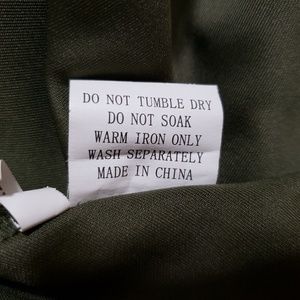 DO NOT TUMBLE DRY
DO NOT SOAK
WARM IRON ONLY
WASH SEPARATELY
MADE IN CHINA